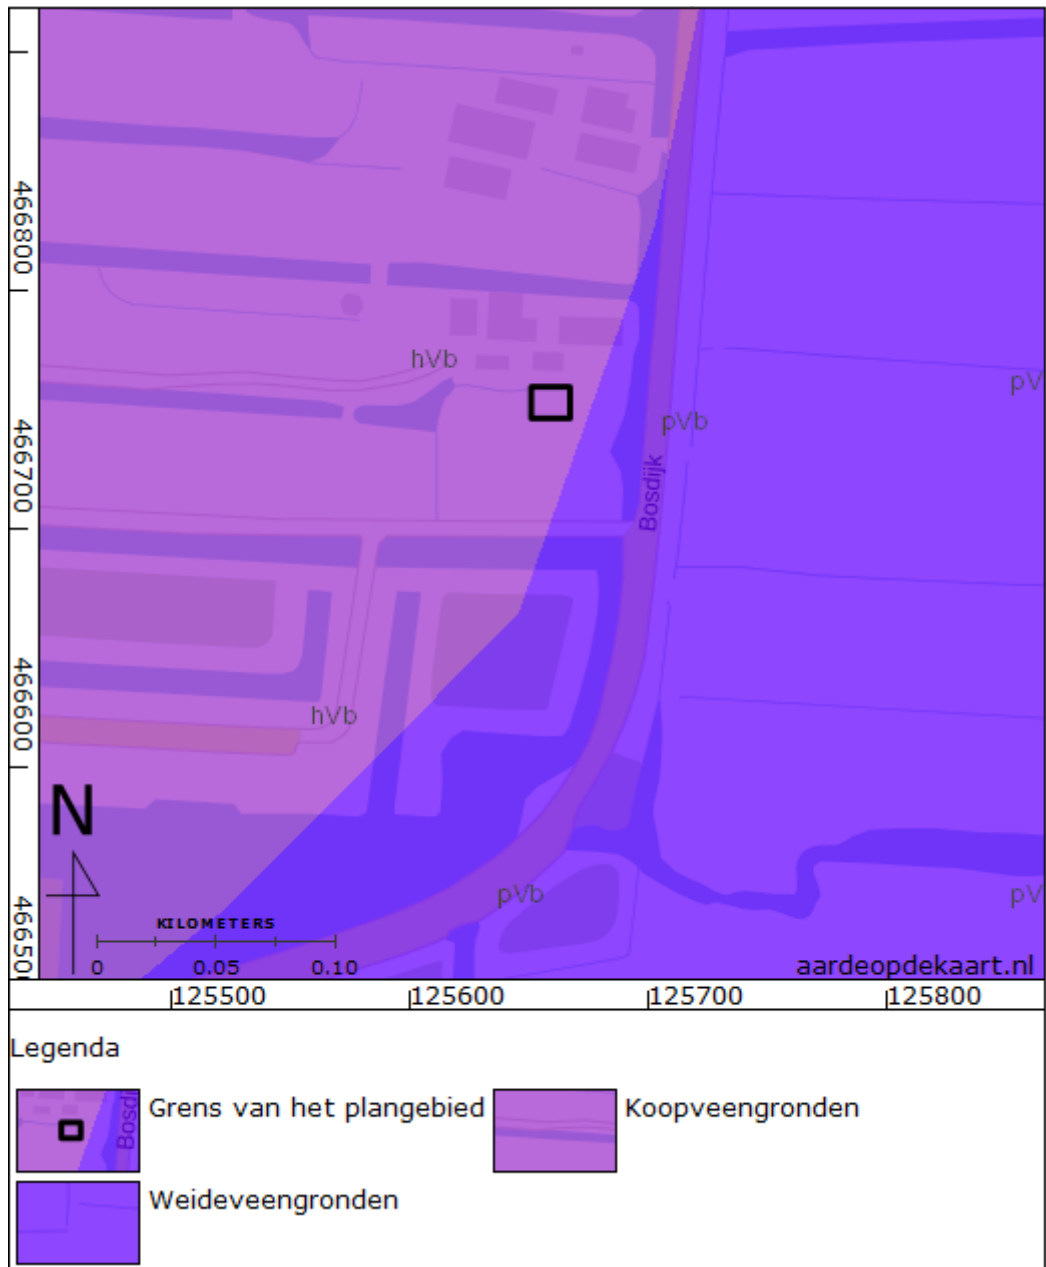 466800
466700
466600
46650
hVb
pV
pVb
Bosdijk
hVb
N
pVb
pV
KILOMETERS
0 0.05 0.10
aardeopdekaart.nl
125500 125600 125700 125800
Legenda
Bosdi
Grens van het plangebied
Koopveengronden
Weideveengronden